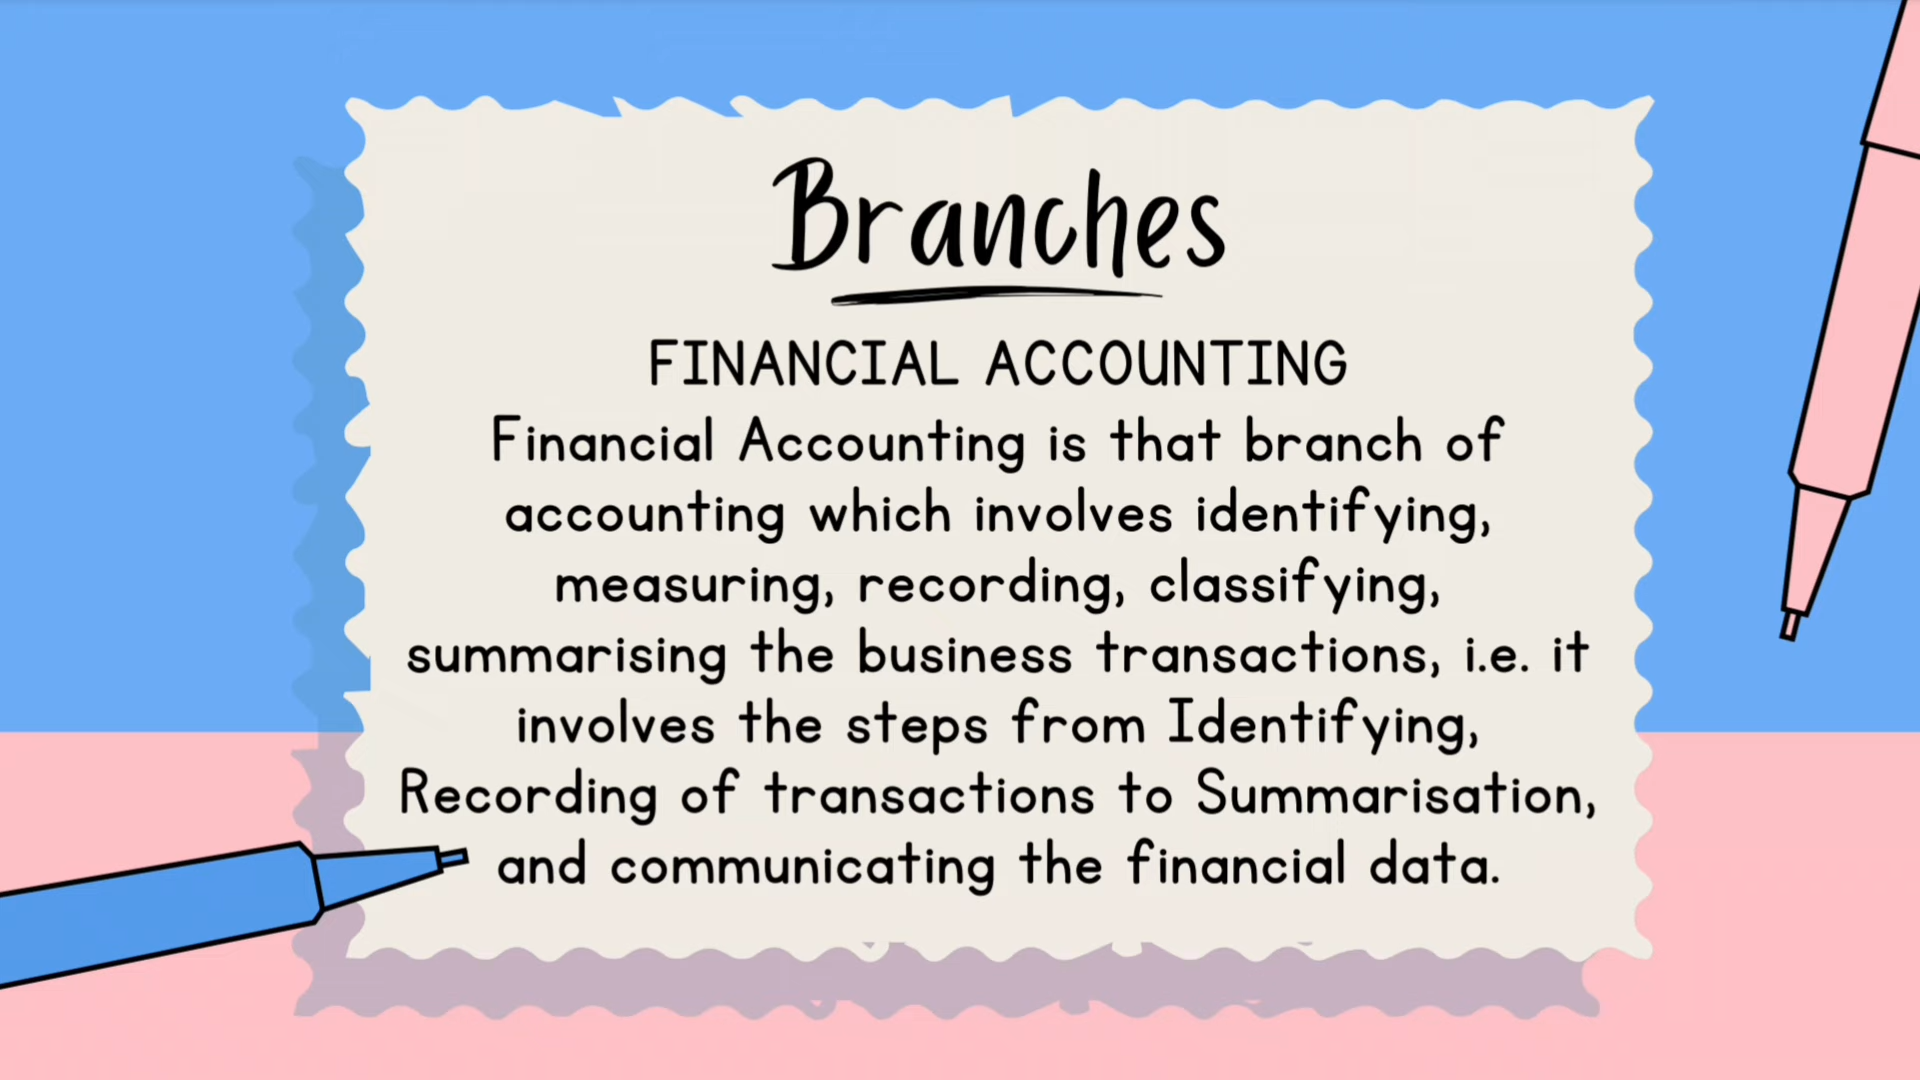 Branches
FINANCIAL ACCOUNTING
Financial Accounting is that branch of
accounting which involves identifying,
measuring, recording, classifying,
summarising the business transactions, i.e. it
involves the steps from Identifying,
Recording of transactions to Summarisation,
and communicating the financial data.